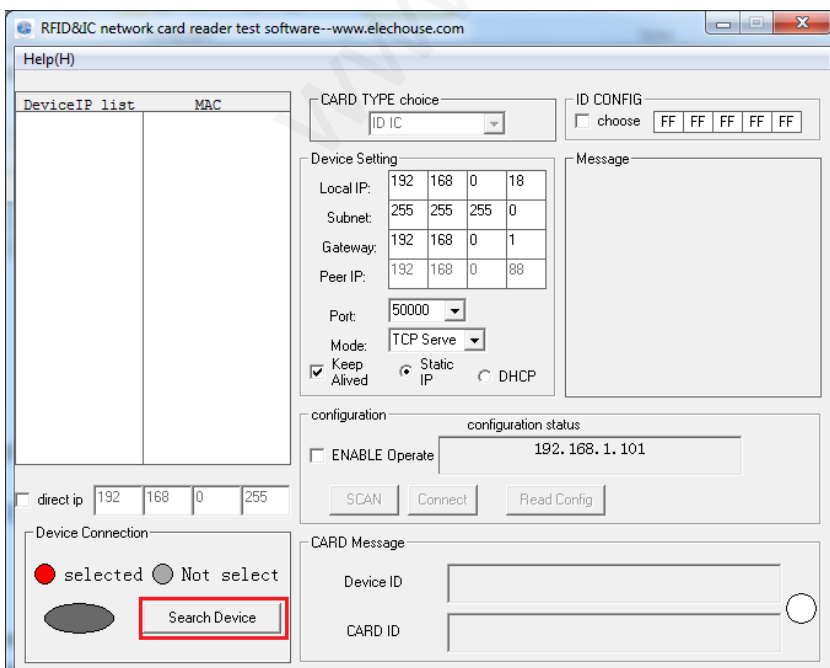 RFID&IC network card reader test software--www.elechouse.com
Help(H)
DeviceIP list MAC
CARD TYPE choice
ID IC
ID CONFIG
choose FF FF FF FF FF
Device Setting
Local IP: 192 168 0 18
Subnet: 255 255 255 0
Gateway: 192 168 0 1
Peer IP: 192 168 0 88
Port: 50000
Mode: TCP Serve
Keep Alived
Static IP
DHCP
Message
configuration
configuration status
ENABLE Operate 192.168.1.101
SCAN Connect Read Config
direct ip 192 168 0 255
Device Connection
selected Not select
Search Device
CARD Message
Device ID
CARD ID